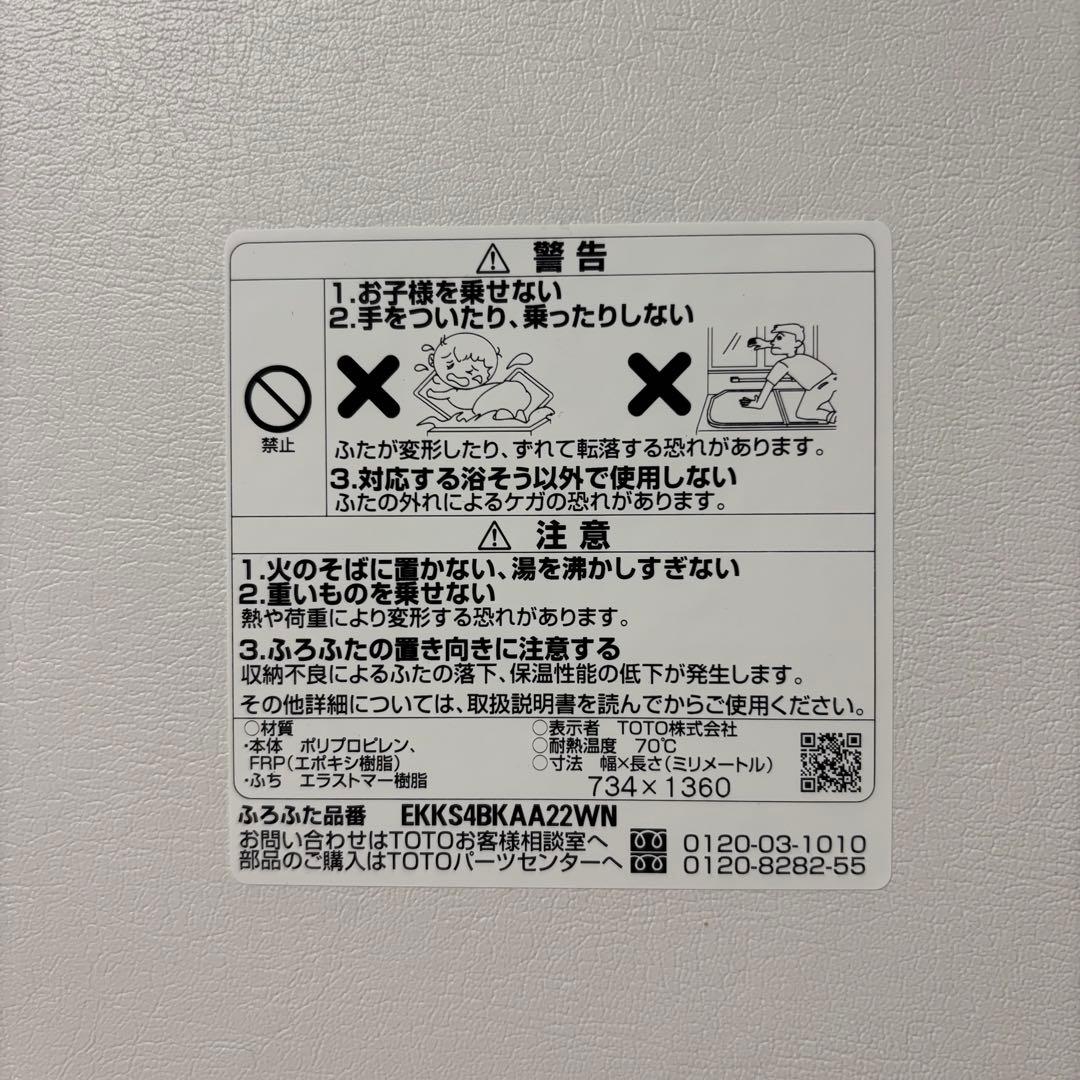 ⚠ 警告
禁止
1.お子様を乗せない
2.手をついたり、乗ったりしない
ふたが変形したり、ずれて転落する恐れがあります。
3.対応する浴そう以外で使用しない
ふたの外れによるケガの恐れがあります。
⚠ 注意
1.火のそばに置かない、湯を沸かしすぎない
2.重いものを乗せない
熱や荷重により変形する恐れがあります。
3.ふろふたの置き向きに注意する
収納不良によるふたの落下、保温性能の低下が発生します。
その他詳細については、取扱説明書を読んでからご使用ください。
○材質
・本体 ポリプロピレン、
FRP(エポキシ樹脂)
・ふち エラストマー樹脂
○表示者 TOTO株式会社
○耐熱温度 70℃
○寸法 幅×長さ(ミリメートル)
734×1360
ふろふた品番 EKKS4BKAA22WN
お問い合わせはTOTOお客様相談室へ 0120-03-1010
部品のご購入はTOTOパーツセンターへ 0120-8282-55